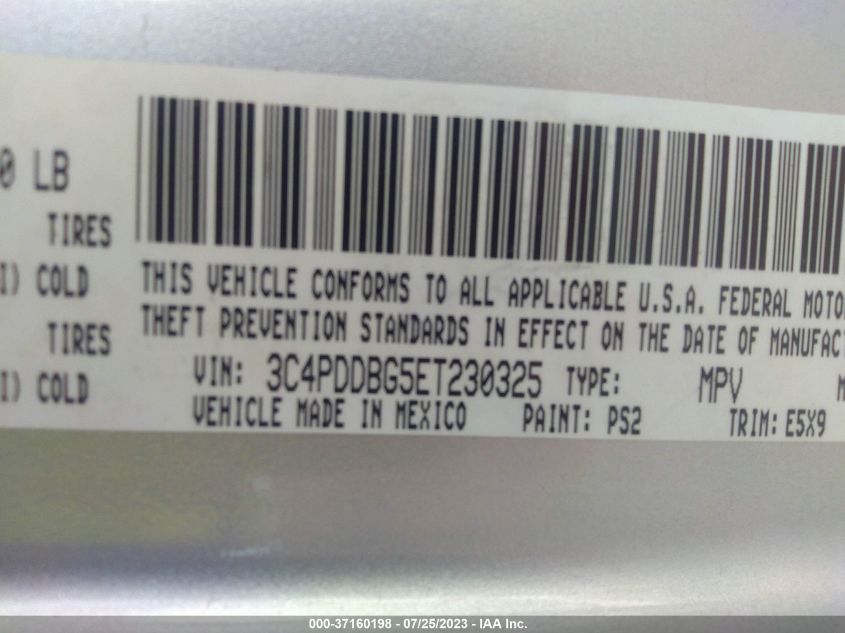 0 LB
TIRES
I) COLD
TIRES
I) COLD
THIS VEHICLE CONFORMS TO ALL APPLICABLE U.S.A. FEDERAL MOTO
THEFT PREVENTION STANDARDS IN EFFECT ON THE DATE OF MANUFACT
VIN: 3C4PDDBG5ET230325 TYPE: MPV M
VEHICLE MADE IN MEXICO PAINT: PS2 TRIM: E5X9
000-37160198 - 07/25/2023 - IAA Inc.